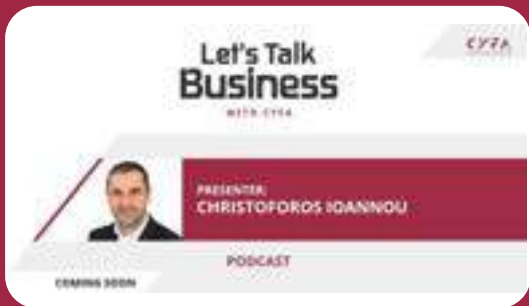 CYFA
Let's Talk
Business
WITH CYFA
PRESENTER:
CHRISTOFOROS IOANNOU
PODCAST
COMING SOON